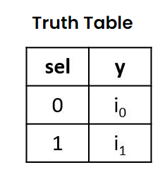 Truth Table
sel y
0 i₀
1 i₁